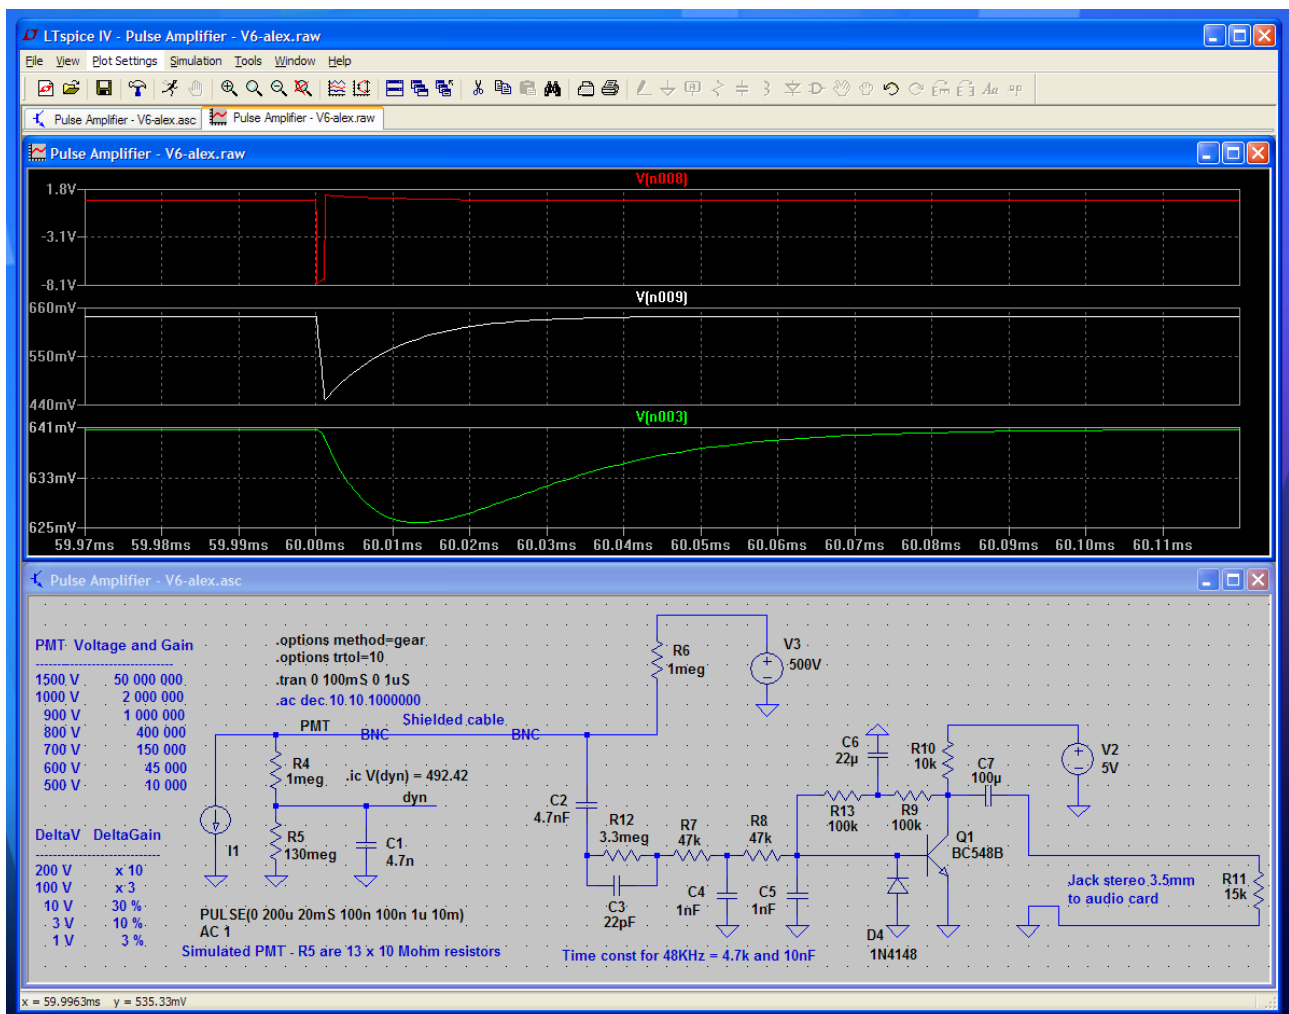 LTspice IV - Pulse Amplifier - V6-alex.raw
File View Plot Settings Simulation Tools Window Help
Pulse Amplifier - V6-alex.asc Pulse Amplifier - V6-alex.raw
Pulse Amplifier - V6-alex.raw
V(n008)
1.8V
-3.1V
-8.1V
V(n009)
660mV
550mV
440mV
V(n003)
641mV
633mV
625mV
59.97ms 59.98ms 59.99ms 60.00ms 60.01ms 60.02ms 60.03ms 60.04ms 60.05ms 60.06ms 60.07ms 60.08ms 60.09ms 60.10ms 60.11ms
Pulse Amplifier - V6-alex.asc
PMT Voltage and Gain
--------------------------------
1500 V 50 000 000
1000 V 2 000 000
900 V 1 000 000
800 V 400 000
700 V 150 000
600 V 45 000
500 V 10 000
DeltaV DeltaGain
-----------------------------
200 V x 10
100 V x 3
10 V 30 %
3 V 10 %
1 V 3 %
.options method=gear
.options trtol=10
.tran 0 100mS 0 1uS
.ac dec 10 10 1000000
PMT
BNC
Shielded cable
BNC
R4
1meg
.ic V(dyn) = 492.42
dyn
R5
130meg
C1
4.7n
I1
PULSE(0 200u 20mS 100n 100n 1u 10m)
AC 1
Simulated PMT - R5 are 13 x 10 Mohm resistors
R6
1meg
V3
500V
C2
4.7nF
R12
3.3meg
C3
22pF
R7
47k
R8
47k
C4
1nF
C5
1nF
Time const for 48KHz = 4.7k and 10nF
C6
22µ
R13
100k
R9
100k
R10
10k
C7
100µ
V2
5V
Q1
BC548B
D4
1N4148
Jack stereo 3.5mm
to audio card
R11
15k
x = 59.9963ms y = 535.33mV